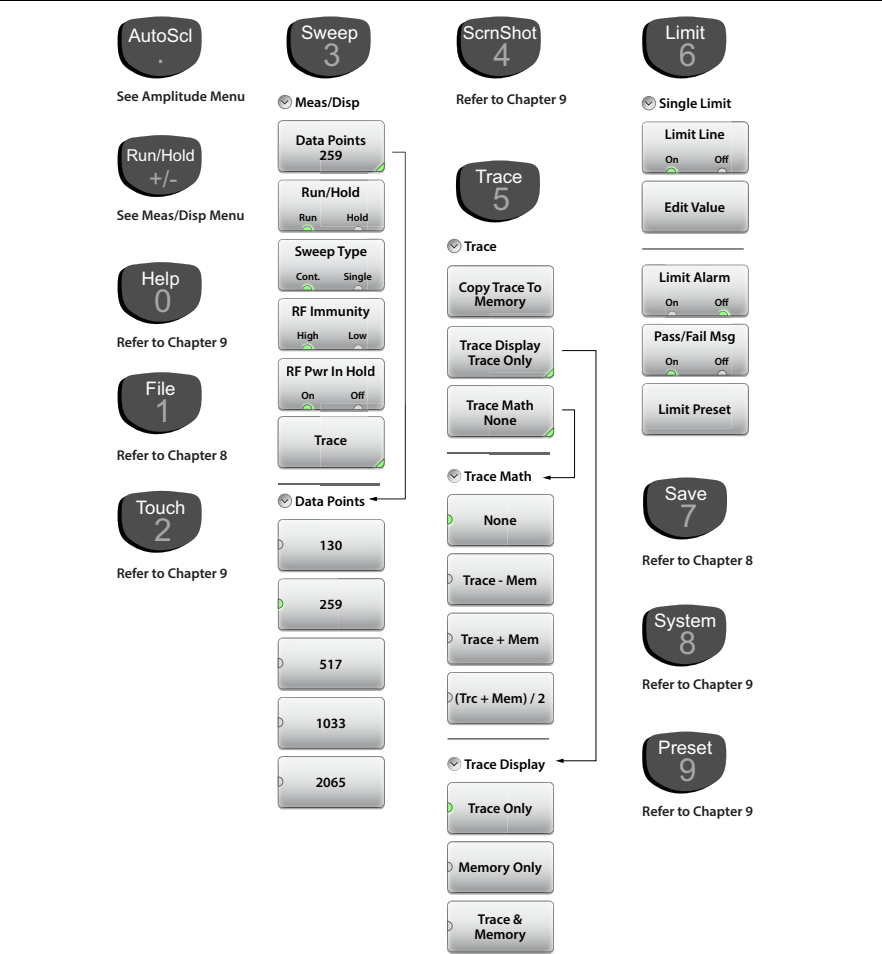 AutoScl
.
See Amplitude Menu
Run/Hold
+/-
See Meas/Disp Menu
Help
0
Refer to Chapter 9
File
1
Refer to Chapter 8
Touch
2
Refer to Chapter 9
Sweep
3
Meas/Disp
Data Points
259
Run/Hold
Run Hold
Sweep Type
Cont. Single
RF Immunity
High Low
RF Pwr In Hold
On Off
Trace
Data Points
130
259
517
1033
2065
ScrnShot
4
Refer to Chapter 9
Trace
5
Trace
Copy Trace To
Memory
Trace Display
Trace Only
Trace Math
None
Trace Math
None
Trace - Mem
Trace + Mem
(Trc + Mem) / 2
Trace Display
Trace Only
Memory Only
Trace &
Memory
Limit
6
Single Limit
Limit Line
On Off
Edit Value
Limit Alarm
On Off
Pass/Fail Msg
On Off
Limit Preset
Save
7
Refer to Chapter 8
System
8
Refer to Chapter 9
Preset
9
Refer to Chapter 9